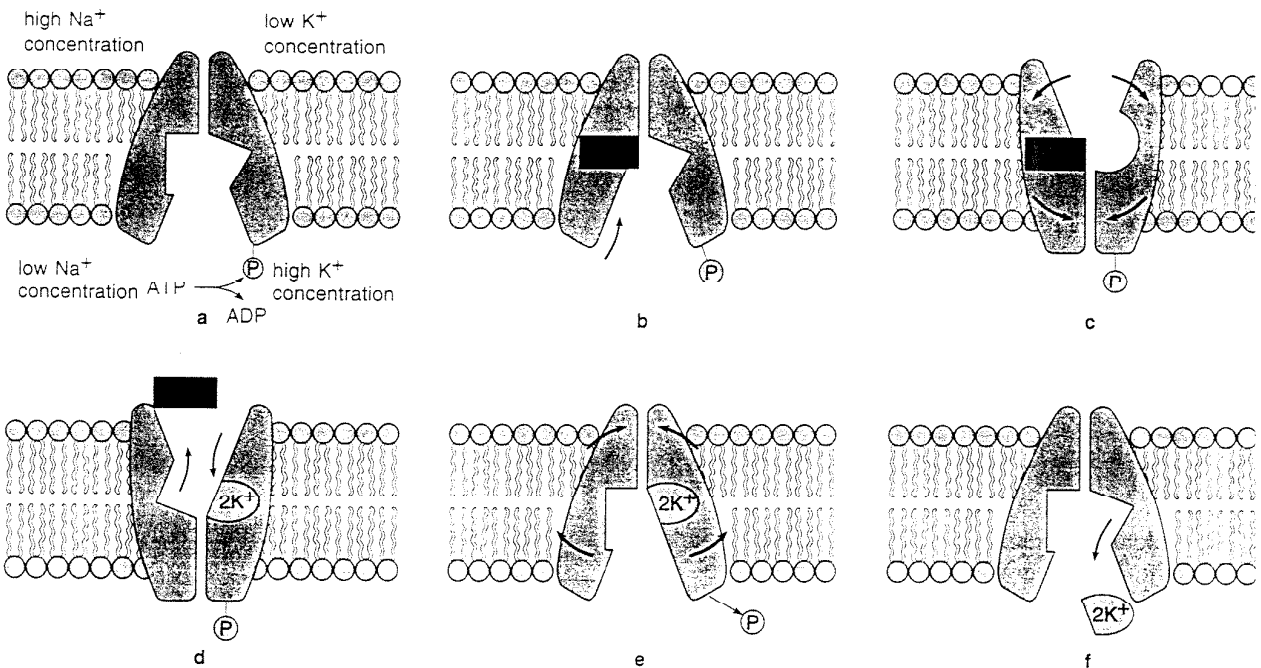 high Na⁺
concentration
low K⁺
concentration
low Na⁺
concentration
ATP
P
high K⁺
concentration
a
ADP
P
b
P
c
2K⁺
P
d
2K⁺
P
e
2K⁺
f